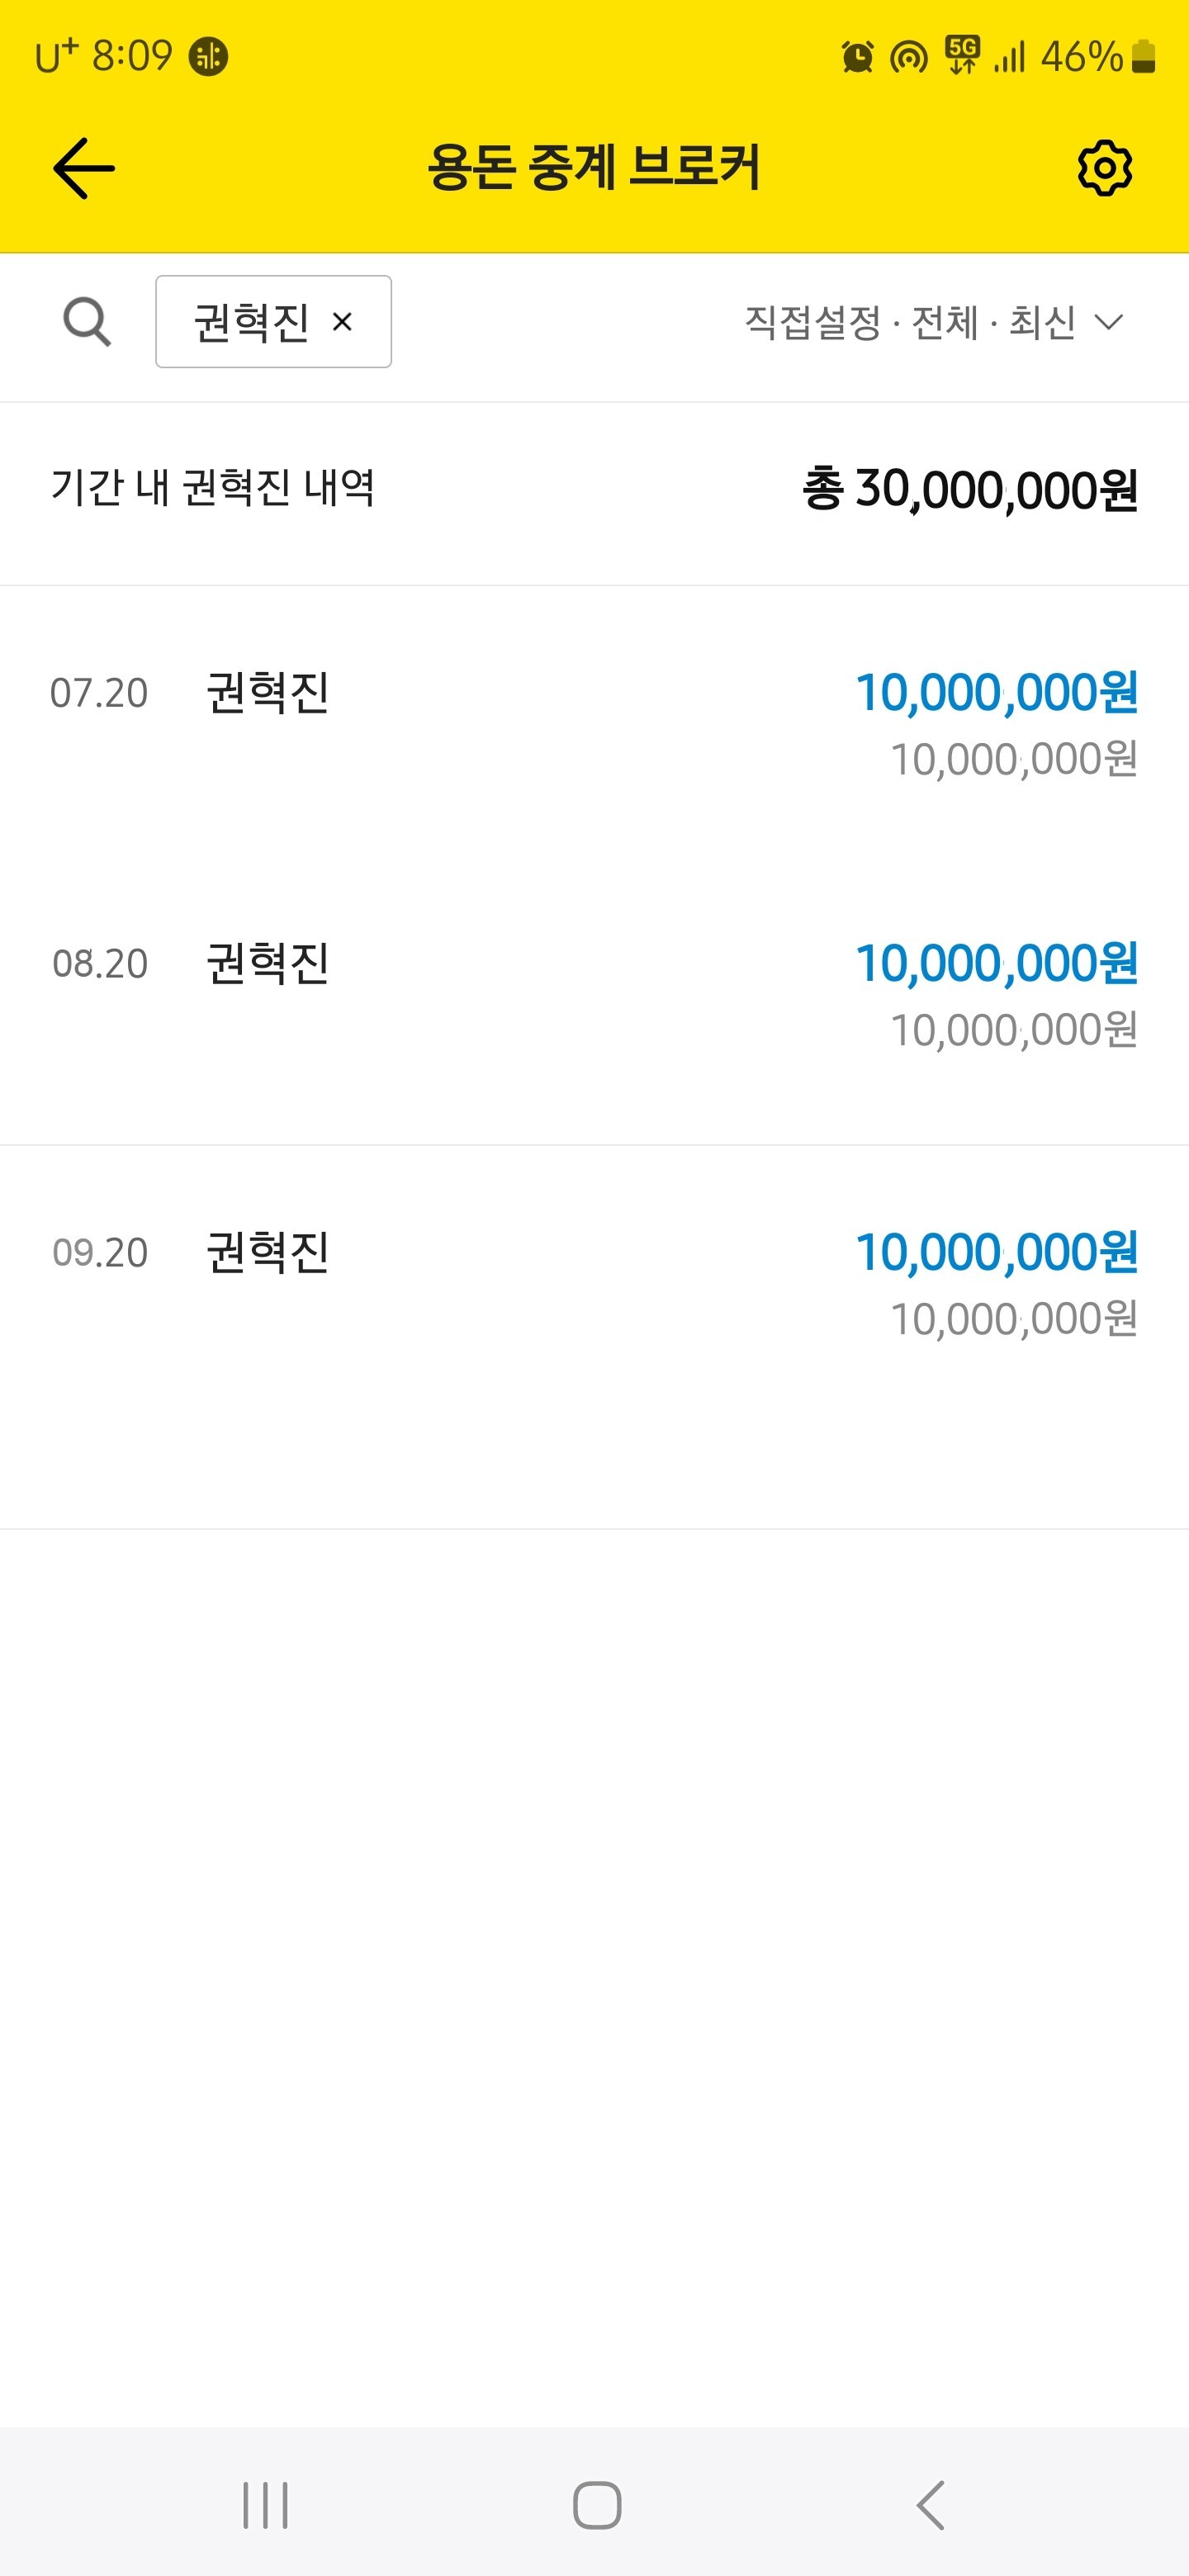 U⁺ 8:09 5G 46%
용돈 중계 브로커
권혁진 × 직접설정 · 전체 · 최신
기간 내 권혁진 내역 총 30,000,000원
07.20 권혁진 10,000,000원
10,000,000원
08.20 권혁진 10,000,000원
10,000,000원
09.20 권혁진 10,000,000원
10,000,000원